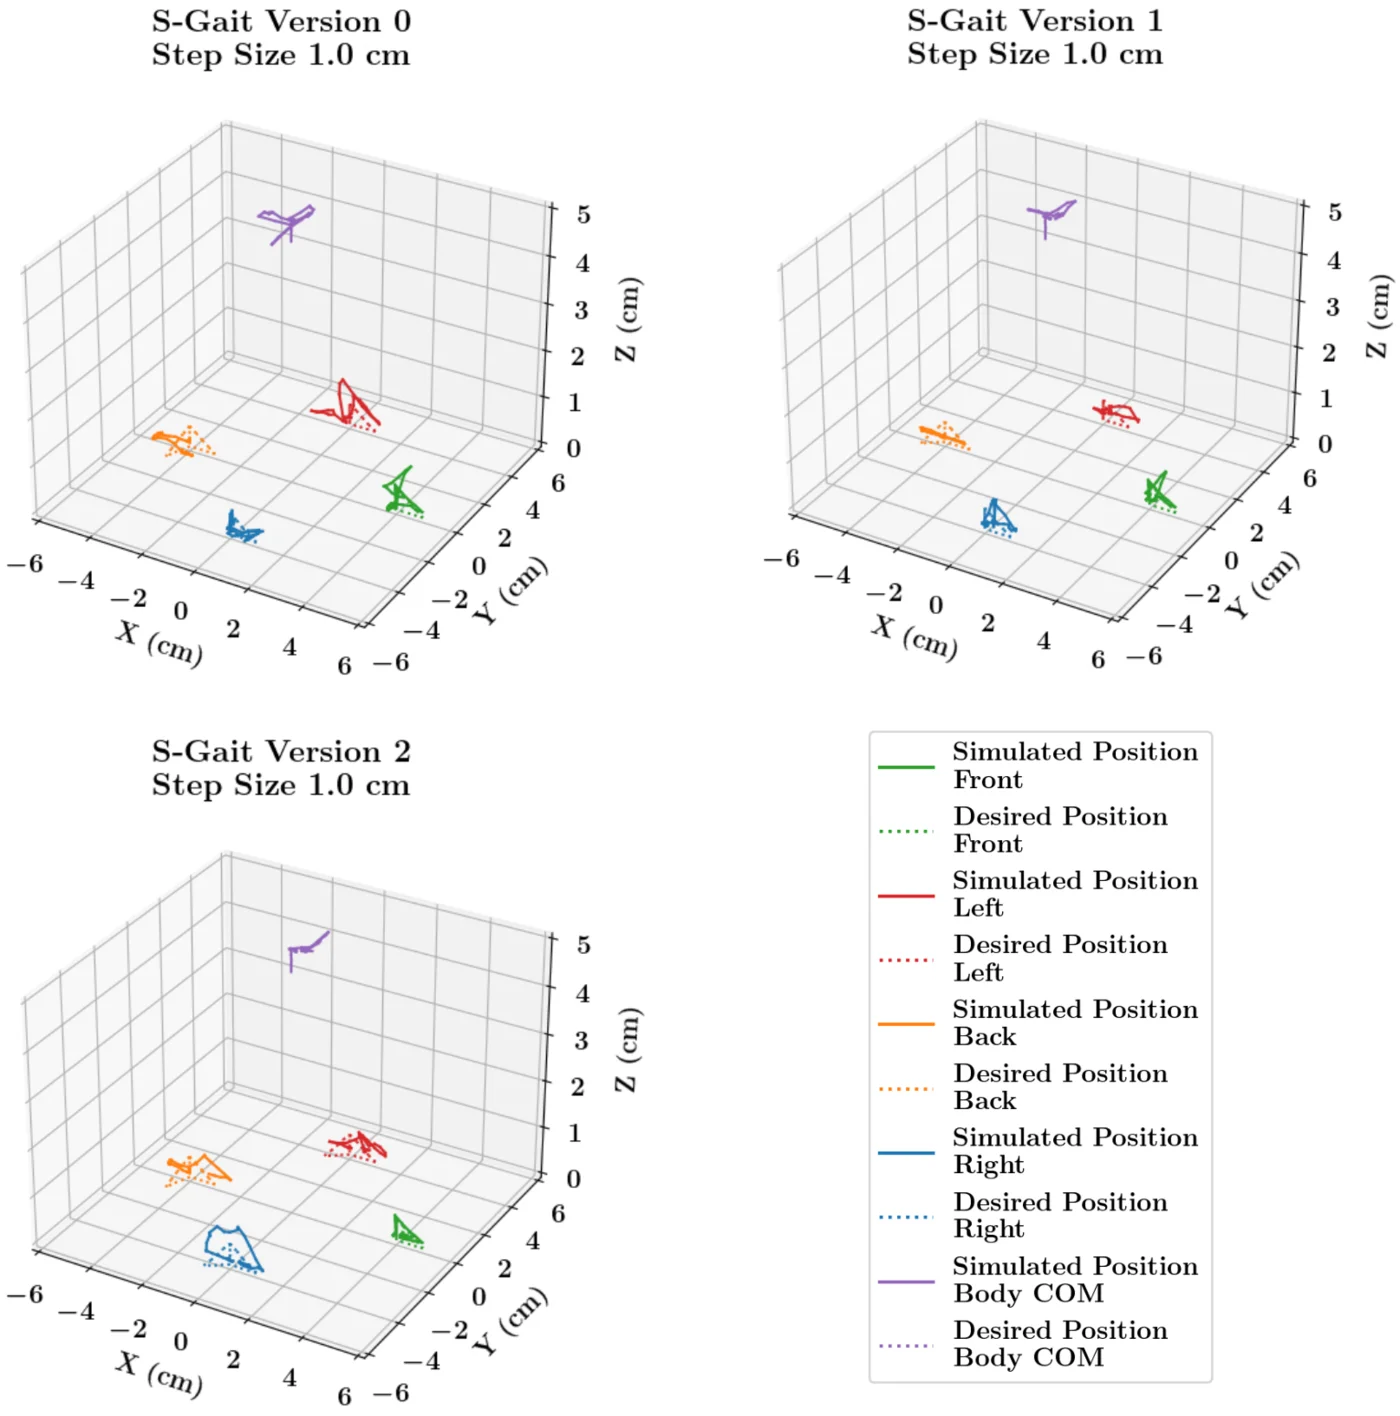 S-Gait Version 0
Step Size 1.0 cm
5
4
3
2
1
0
Z (cm)
6
4
2
0
−2
−4
−6
Y (cm)
−6
−4
−2
0
2
4
6
X (cm)
S-Gait Version 1
Step Size 1.0 cm
5
4
3
2
1
0
Z (cm)
6
4
2
0
−2
−4
−6
Y (cm)
−6
−4
−2
0
2
4
6
X (cm)
S-Gait Version 2
Step Size 1.0 cm
5
4
3
2
1
0
Z (cm)
6
4
2
0
−2
−4
−6
Y (cm)
−6
−4
−2
0
2
4
6
X (cm)
Simulated Position
Front
Desired Position
Front
Simulated Position
Left
Desired Position
Left
Simulated Position
Back
Desired Position
Back
Simulated Position
Right
Desired Position
Right
Simulated Position
Body COM
Desired Position
Body COM